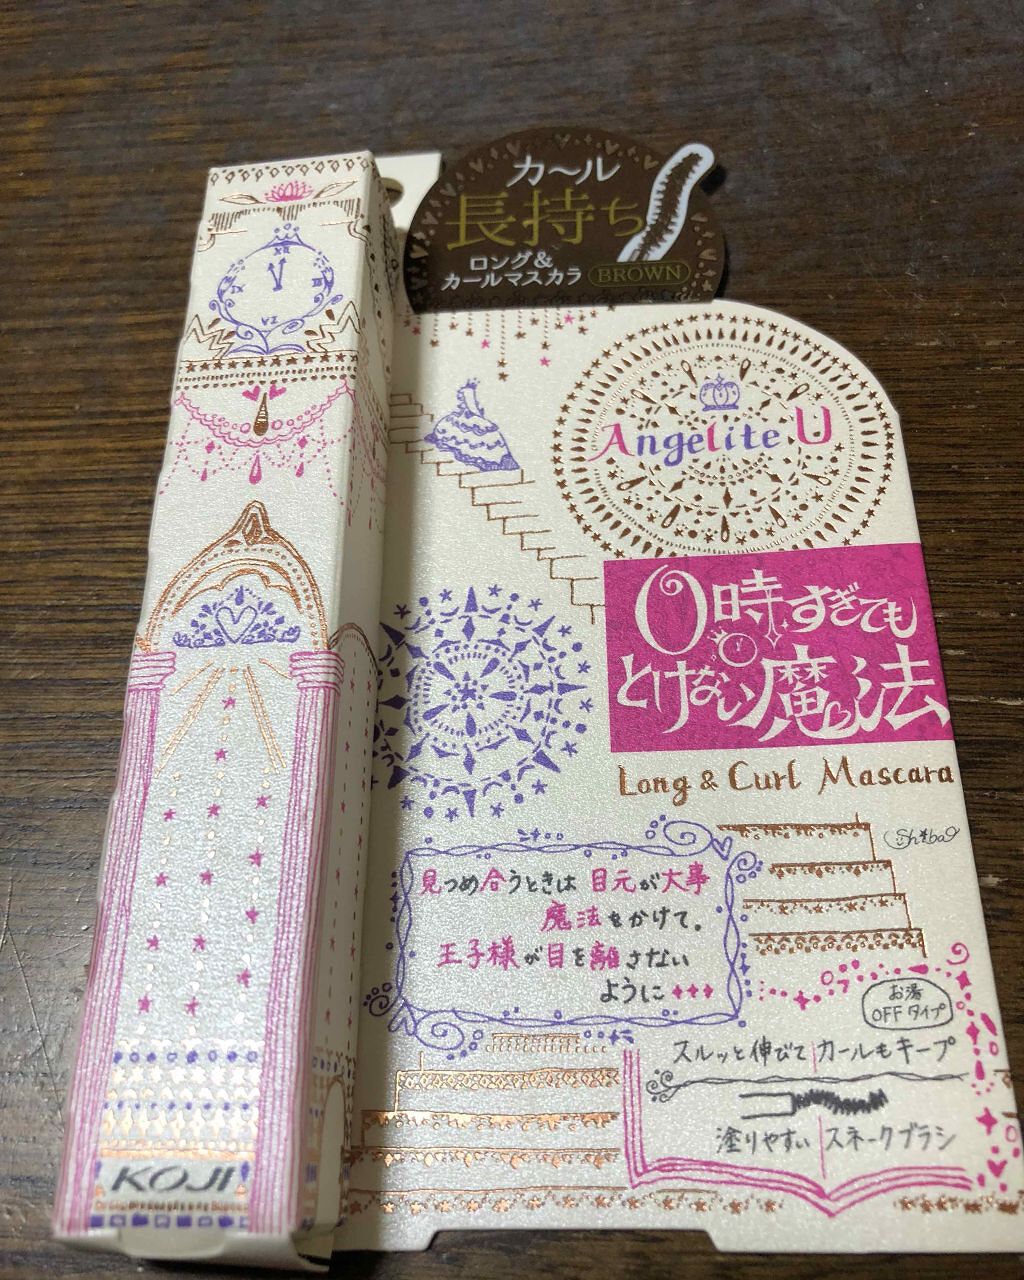 カ〜ル
長持ち
ロング&
カールマスカラ BROWN
XII
IX III
VI
Angelite U
0時すぎても
とけない魔法
Long & Curl Mascara
Shiba
見つめ合うときは 目元が大事
魔法をかけて。
王子様が目を離さない
ように
お湯
OFFタイプ
スルッと伸びて カールもキープ
塗りやすい スネークブラシ
KOJI